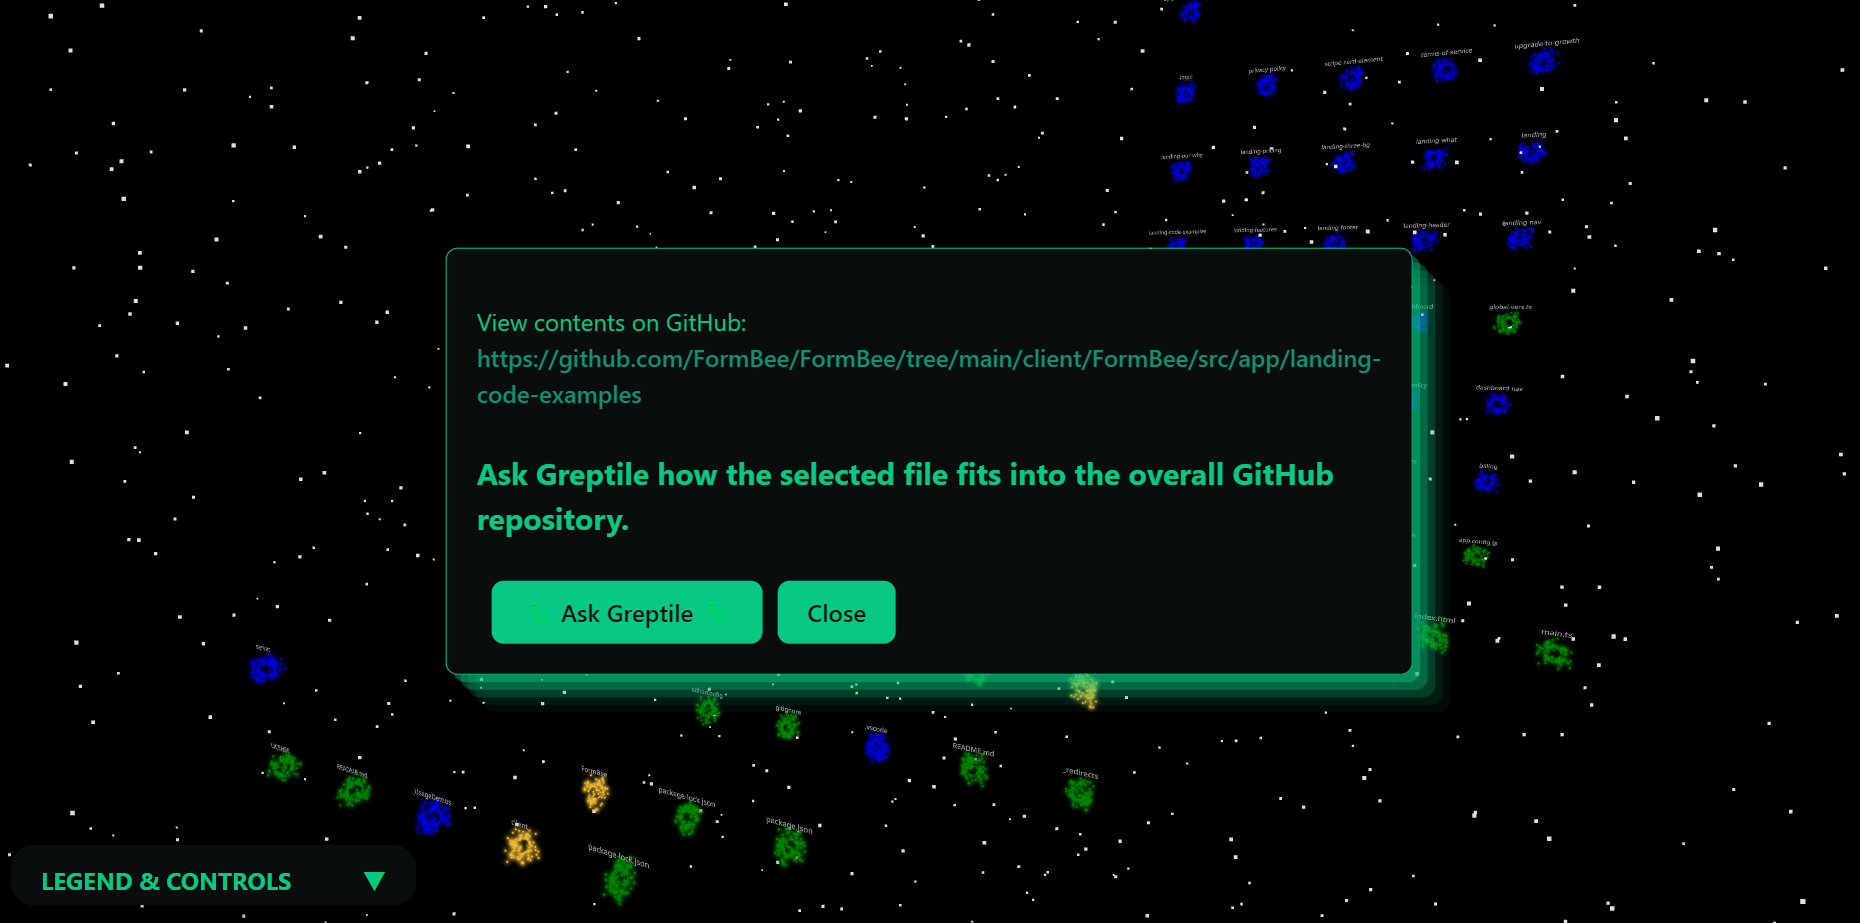 login
privacy-policy
stripe-card-element
terms-of-service
upgrade-to-growth
landing-our-why
landing-pricing
landing-three-bg
landing-what
landing
landing-code-examples
landing-features
landing-footer
landing-header
landing-nav
View contents on GitHub:
https://github.com/FormBee/FormBee/tree/main/client/FormBee/src/app/landing-
code-examples
Ask Greptile how the selected file fits into the overall GitHub
repository.
Ask Greptile
Close
global-vars.ts
dashboard-nav
billing
app.config.ts
index.html
main.ts
.gitignore
.vscode
README.md
_redirects
LICENSE
README.md
_UsageDemos
FormBee
package-lock.json
client
package.json
package-lock.json
LEGEND & CONTROLS